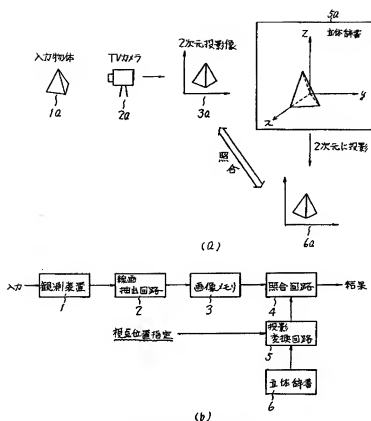 5a
立体辞書
入力物体
TVカメラ
2次元投影像
1a
2a
3a
z
y
x
照合
2次元に投影
6a
(a)
入力
観測装置
線画
抽出回路
画像メモリ
照合回路
結果
1
2
3
4
視点位置指定
投影
変換回路
5
立体辞書
6
(b)